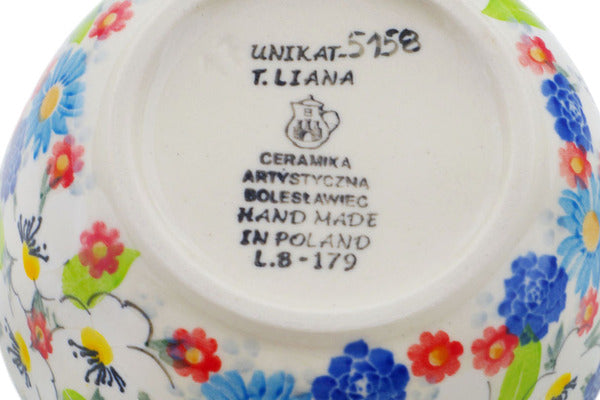 UNIKAT-5158
T. LIANA
CERAMIKA
ARTYSTYCZNA
BOLESŁAWIEC
HAND MADE
IN POLAND
L.8-179